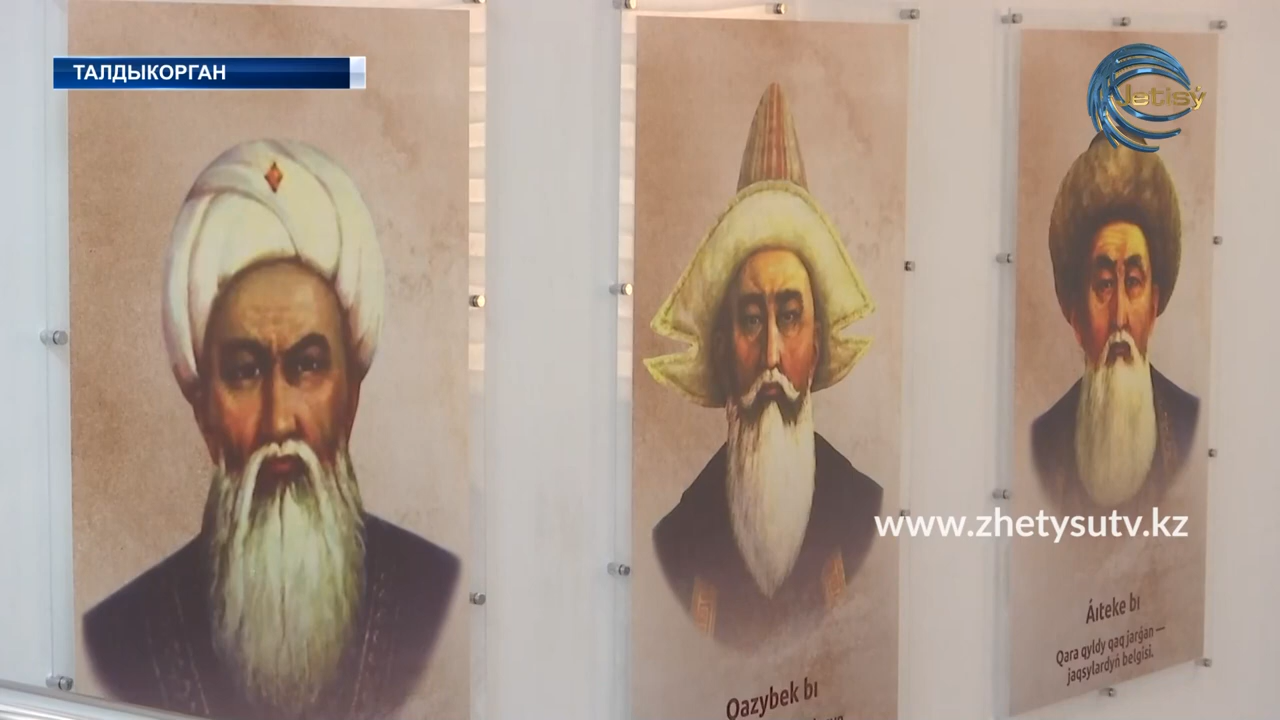 ТАЛДЫКОРГАН
Jetisý
www.zhetysutv.kz
Qazybek bı
Áıteke bı
Qara qyldy qaq jarǵan —
jaqsylardyń belgisi.